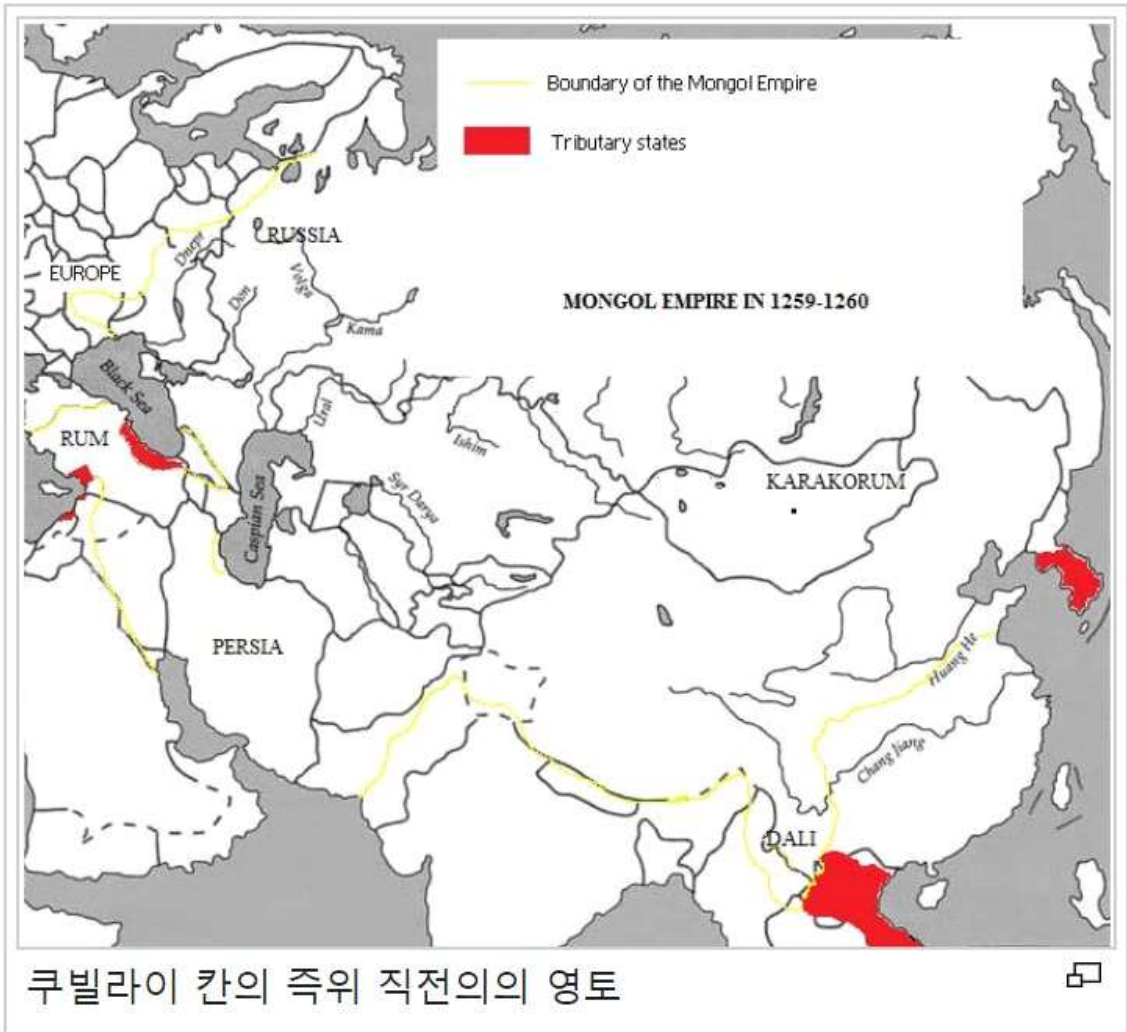 Boundary of the Mongol Empire
Tributary states
RUSSIA
Dnepr
EUROPE
Don
Volga
MONGOL EMPIRE IN 1259-1260
Kama
Black Sea
Ural
RUM
Ishim
KARAKORUM
Syr Darya
Caspian Sea
PERSIA
Huang He
Chang Jiang
DALI
쿠빌라이 칸의 즉위 직전의의 영토